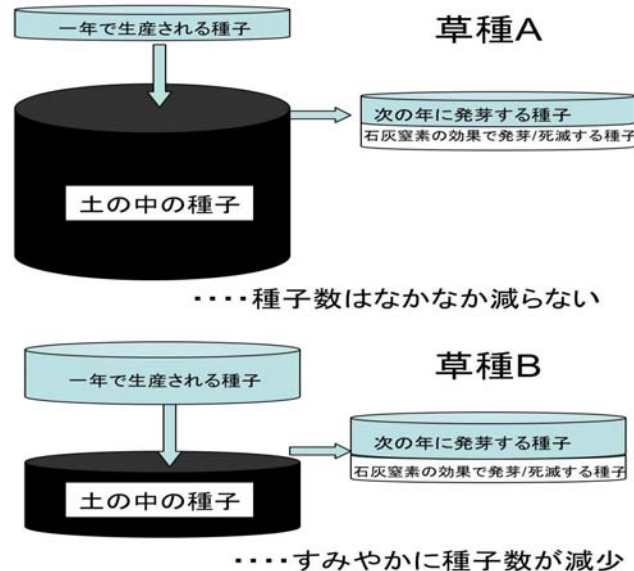 一年で生産される種子
草種A
次の年に発芽する種子
石灰窒素の効果で発芽/死滅する種子
土の中の種子
‥‥種子数はなかなか減らない
一年で生産される種子
草種B
次の年に発芽する種子
石灰窒素の効果で発芽/死滅する種子
土の中の種子
‥‥すみやかに種子数が減少